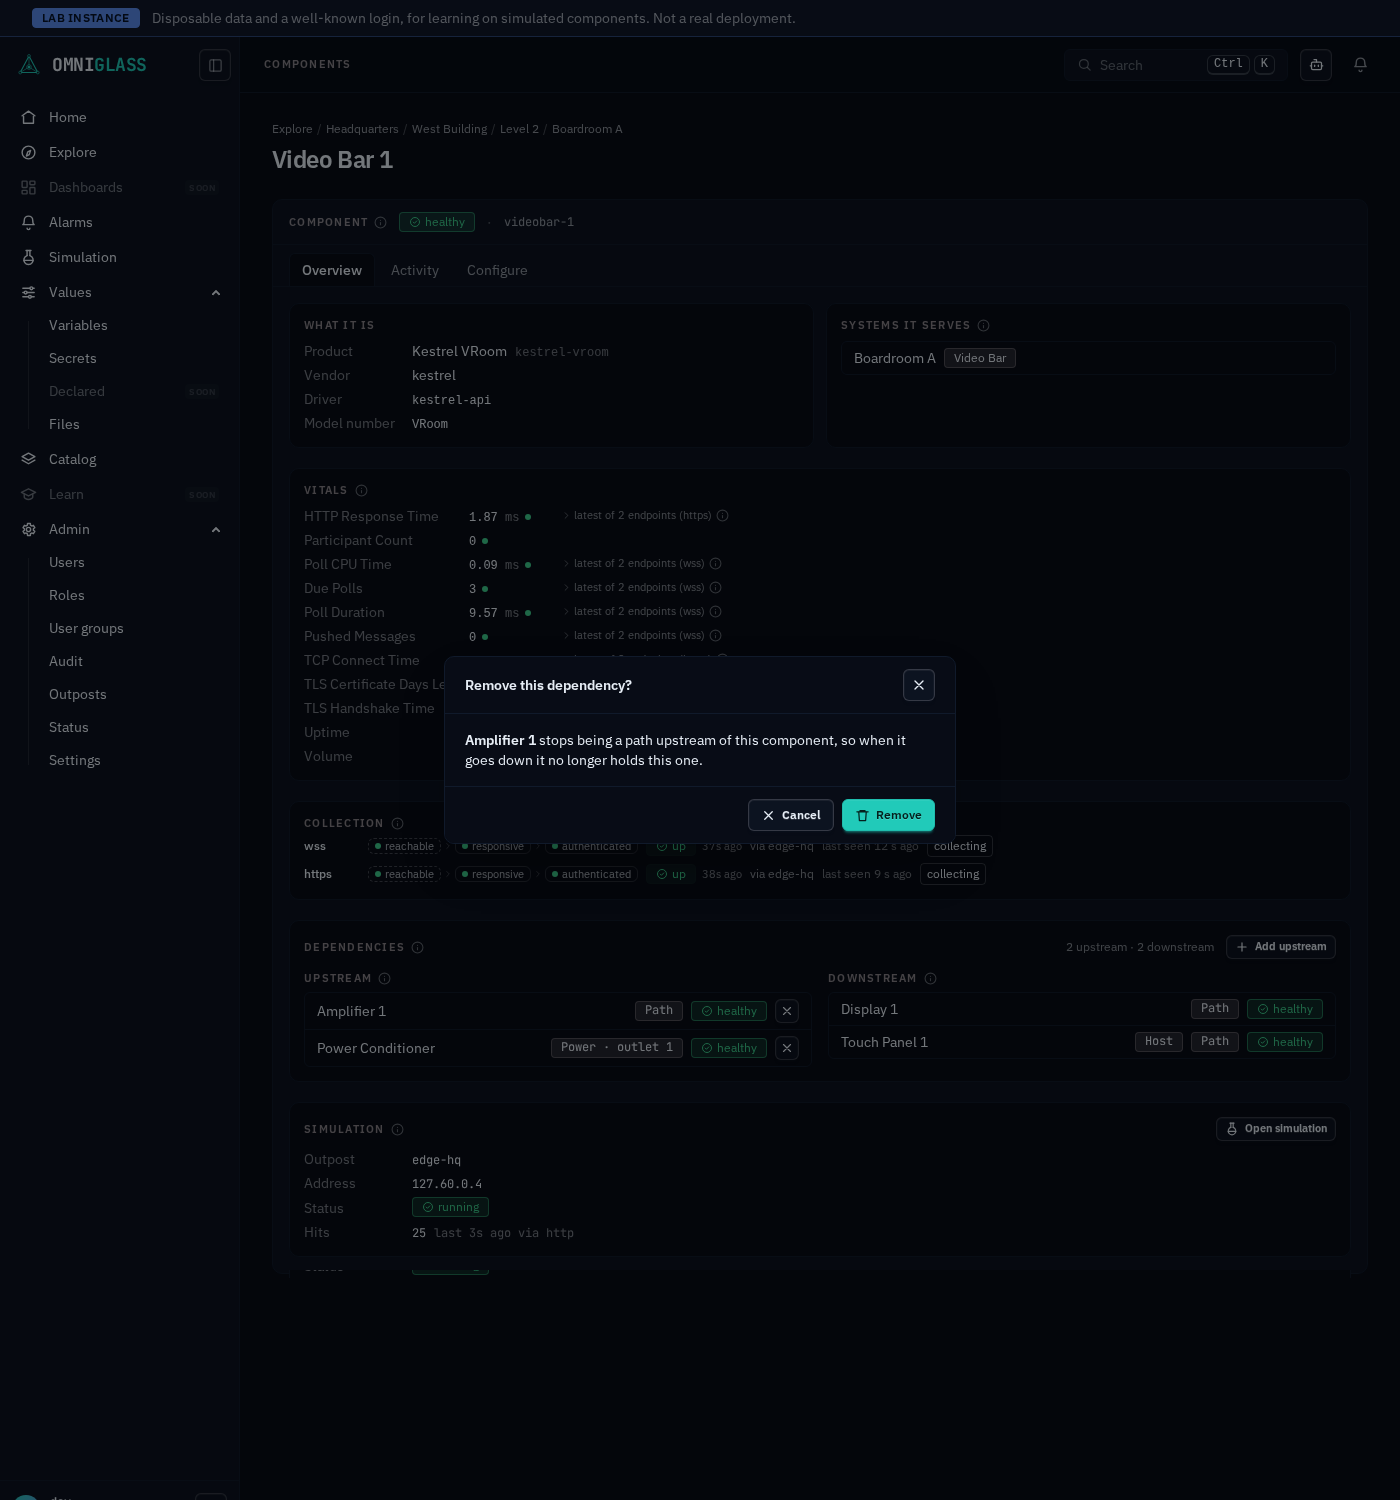 LAB INSTANCE Disposable data and a well-known login, for learning on simulated components. Not a real deployment.
OMNIGLASS
COMPONENTS
Search Ctrl K
Home
Explore
Dashboards SOON
Alarms
Simulation
Values
Variables
Secrets
Declared SOON
Files
Catalog
Learn SOON
Admin
Users
Roles
User groups
Audit
Outposts
Status
Settings
Explore / Headquarters / West Building / Level 2 / Boardroom A
Video Bar 1
COMPONENT healthy · videobar-1
Overview Activity Configure
WHAT IT IS
Product Kestrel VRoom kestrel-vroom
Vendor kestrel
Driver kestrel-api
Model number VRoom
SYSTEMS IT SERVES
Boardroom A Video Bar
VITALS
HTTP Response Time 1.87 ms latest of 2 endpoints (https)
Participant Count 0
Poll CPU Time 0.09 ms latest of 2 endpoints (wss)
Due Polls 3 latest of 2 endpoints (wss)
Poll Duration 9.57 ms latest of 2 endpoints (wss)
Pushed Messages 0 latest of 2 endpoints (wss)
TCP Connect Time
TLS Certificate Days Le
TLS Handshake Time
Uptime
Volume
Remove this dependency?
Amplifier 1 stops being a path upstream of this component, so when it
goes down it no longer holds this one.
Cancel Remove
COLLECTION
wss reachable responsive authenticated up 37s ago via edge-hq last seen 12 s ago collecting
https reachable responsive authenticated up 38s ago via edge-hq last seen 9 s ago collecting
DEPENDENCIES 2 upstream · 2 downstream Add upstream
UPSTREAM
Amplifier 1 Path healthy
Power Conditioner Power · outlet 1 healthy
DOWNSTREAM
Display 1 Path healthy
Touch Panel 1 Host Path healthy
SIMULATION Open simulation
Outpost edge-hq
Address 127.60.0.4
Status running
Hits 25 last 3s ago via http